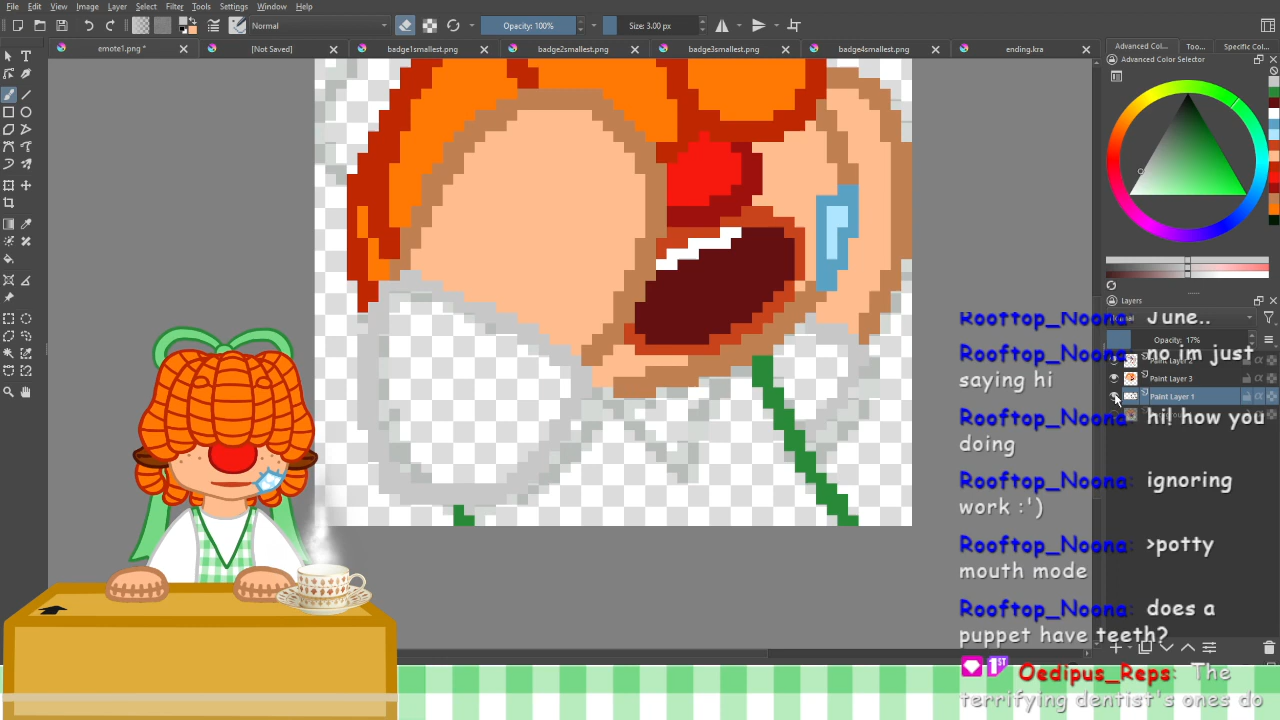 File Edit View Image Layer Select Filter Tools Settings Window Help
Normal Opacity: 100% Size: 3.00 px
emote1.png * [Not Saved] badge1smallest.png badge2smallest.png badge3smallest.png badge4smallest.png ending.kra
Advanced Col... Too... Specific Col...
Advanced Color Selector
Layers
Opacity: 17%
Paint Layer 3
Paint Layer 1
Rooftop_Noona: June..
Rooftop_Noona: no im just
saying hi
Rooftop_Noona: hi! how you
doing
Rooftop_Noona: ignoring
work :')
Rooftop_Noona: >potty
mouth mode
Rooftop_Noona: does a
puppet have teeth?
1ST Oedipus_Reps: The
terrifying dentist's ones do